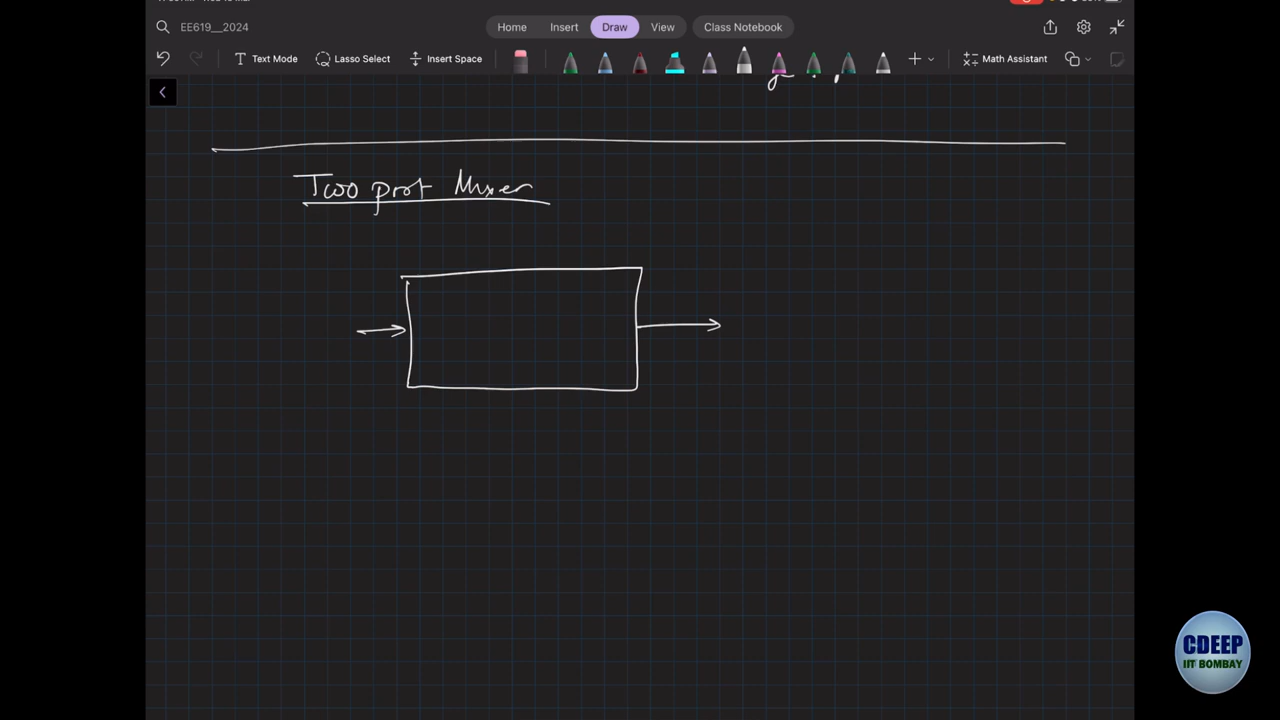 EE619__2024
Home Insert Draw View Class Notebook
Text Mode Lasso Select Insert Space Math Assistant
Two prot Mixer
CDEEP
IIT BOMBAY